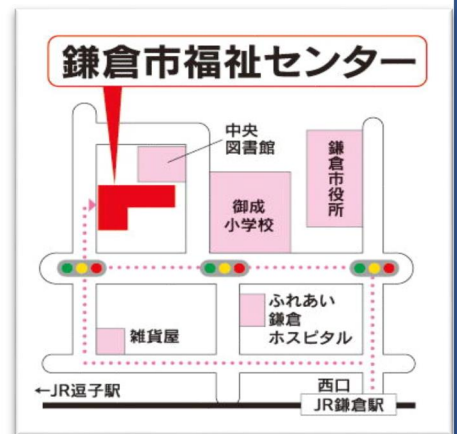 鎌倉市福祉センター
中央
図書館
鎌倉市役所
御成
小学校
ふれあい
鎌倉
ホスピタル
雑貨屋
←JR逗子駅
西口
JR鎌倉駅